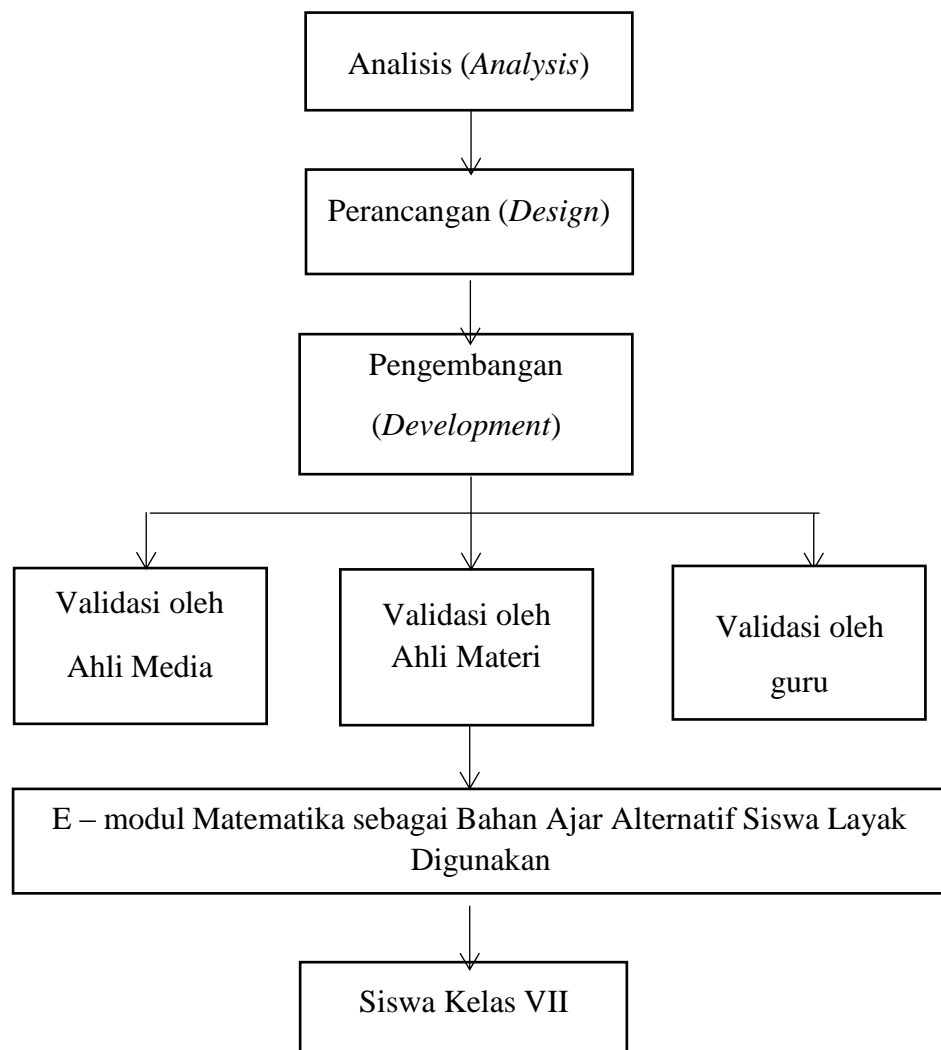 Analisis (Analysis)
Perancangan (Design)
Pengembangan
(Development)
Validasi oleh
Ahli Media
Validasi oleh
Ahli Materi
Validasi oleh
guru
E – modul Matematika sebagai Bahan Ajar Alternatif Siswa Layak
Digunakan
Siswa Kelas VII